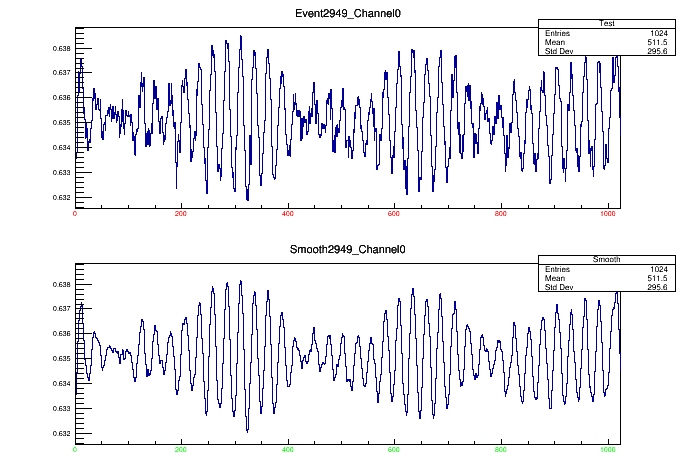 Event2949_Channel0
Test
Entries 1024
Mean 511.5
Std Dev 295.6
0.638
0.637
0.636
0.635
0.634
0.633
0.632
0 200 400 600 800 1000
Smooth2949_Channel0
Smooth
Entries 1024
Mean 511.5
Std Dev 295.6
0.638
0.637
0.636
0.635
0.634
0.633
0.632
0 200 400 600 800 1000